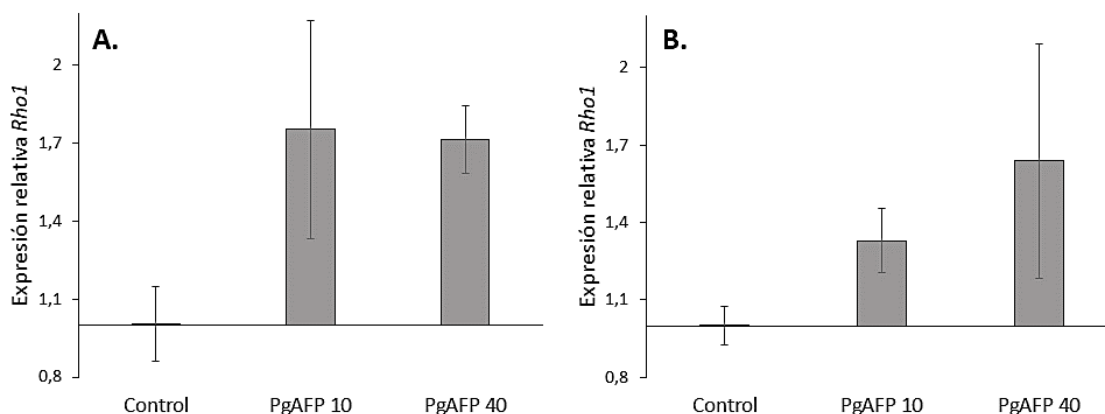 A.
Expresión relativa Rho1
2
1,7
1,4
1,1
0,8
Control PgAFP 10 PgAFP 40
B.
Expresión relativa Rho1
2
1,7
1,4
1,1
0,8
Control PgAFP 10 PgAFP 40